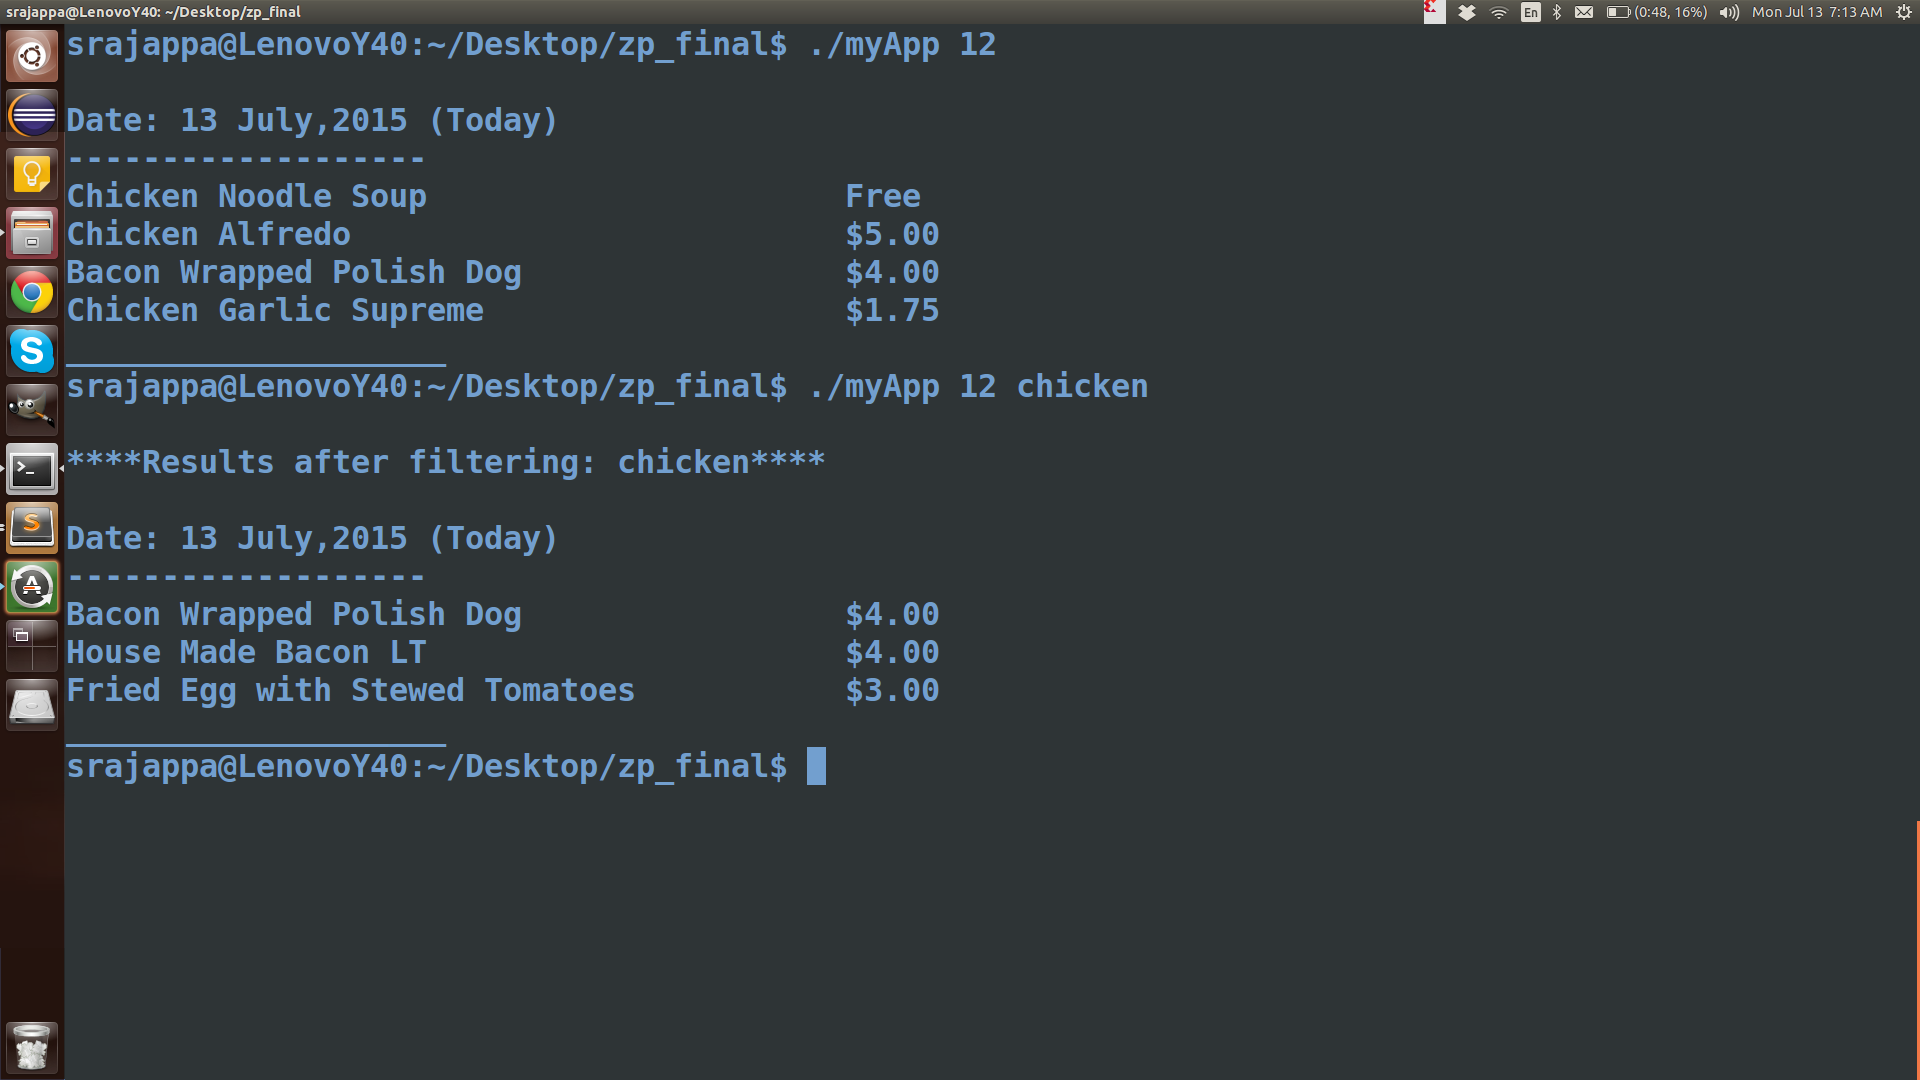 srajappa@LenovoY40: ~/Desktop/zp_final
En
(0:48, 16%)
Mon Jul 13 7:13 AM
srajappa@LenovoY40:~/Desktop/zp_final$ ./myApp 12
Date: 13 July,2015 (Today)
-------------------
Chicken Noodle Soup Free
Chicken Alfredo $5.00
Bacon Wrapped Polish Dog $4.00
Chicken Garlic Supreme $1.75
____________________
srajappa@LenovoY40:~/Desktop/zp_final$ ./myApp 12 chicken
****Results after filtering: chicken****
Date: 13 July,2015 (Today)
-------------------
Bacon Wrapped Polish Dog $4.00
House Made Bacon LT $4.00
Fried Egg with Stewed Tomatoes $3.00
____________________
srajappa@LenovoY40:~/Desktop/zp_final$